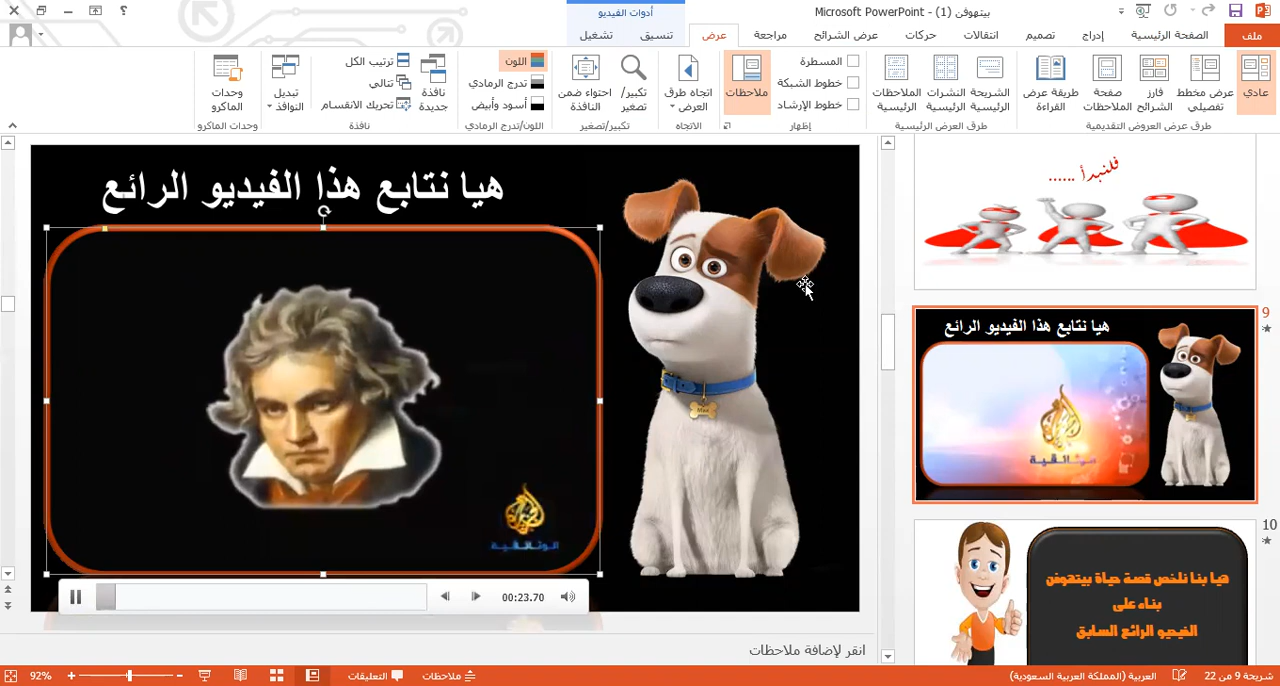 بيتهوفن (1) - Microsoft PowerPoint
أدوات الفيديو
ملف
الصفحة الرئيسية
إدراج
تصميم
انتقالات
حركات
عرض الشرائح
مراجعة
عرض
تنسيق
تشغيل
عادي
عرض مخطط تفصيلي
فارز الشرائح
صفحة الملاحظات
طريقة عرض القراءة
طرق عرض العروض التقديمية
الشريحة الرئيسية
النشرات الرئيسية
الملاحظات الرئيسية
طرق العرض الرئيسية
المسطرة
خطوط الشبكة
خطوط الإرشاد
ملاحظات
إظهار
اتجاه طرق العرض
الاتجاه
تكبير/تصغير
احتواء ضمن النافذة
تكبير/تصغير
اللون
تدرج الرمادي
أسود وأبيض
اللون/تدرج الرمادي
نافذة جديدة
ترتيب الكل
تتالي
تحريك الانقسام
تبديل النوافذ
نافذة
وحدات الماكرو
وحدات الماكرو
فلنبدأ ......
9
هيا نتابع هذا الفيديو الرائع
الوثائقية
10
هيا بنا نلخص قصة حياة بيتهوفن
بناء على
الفيديو الرائع السابق
هيا نتابع هذا الفيديو الرائع
الوثائقية
Max
00:23.70
انقر لإضافة ملاحظات
شريحة 9 من 22
العربية (المملكة العربية السعودية)
ملاحظات
التعليقات
92%